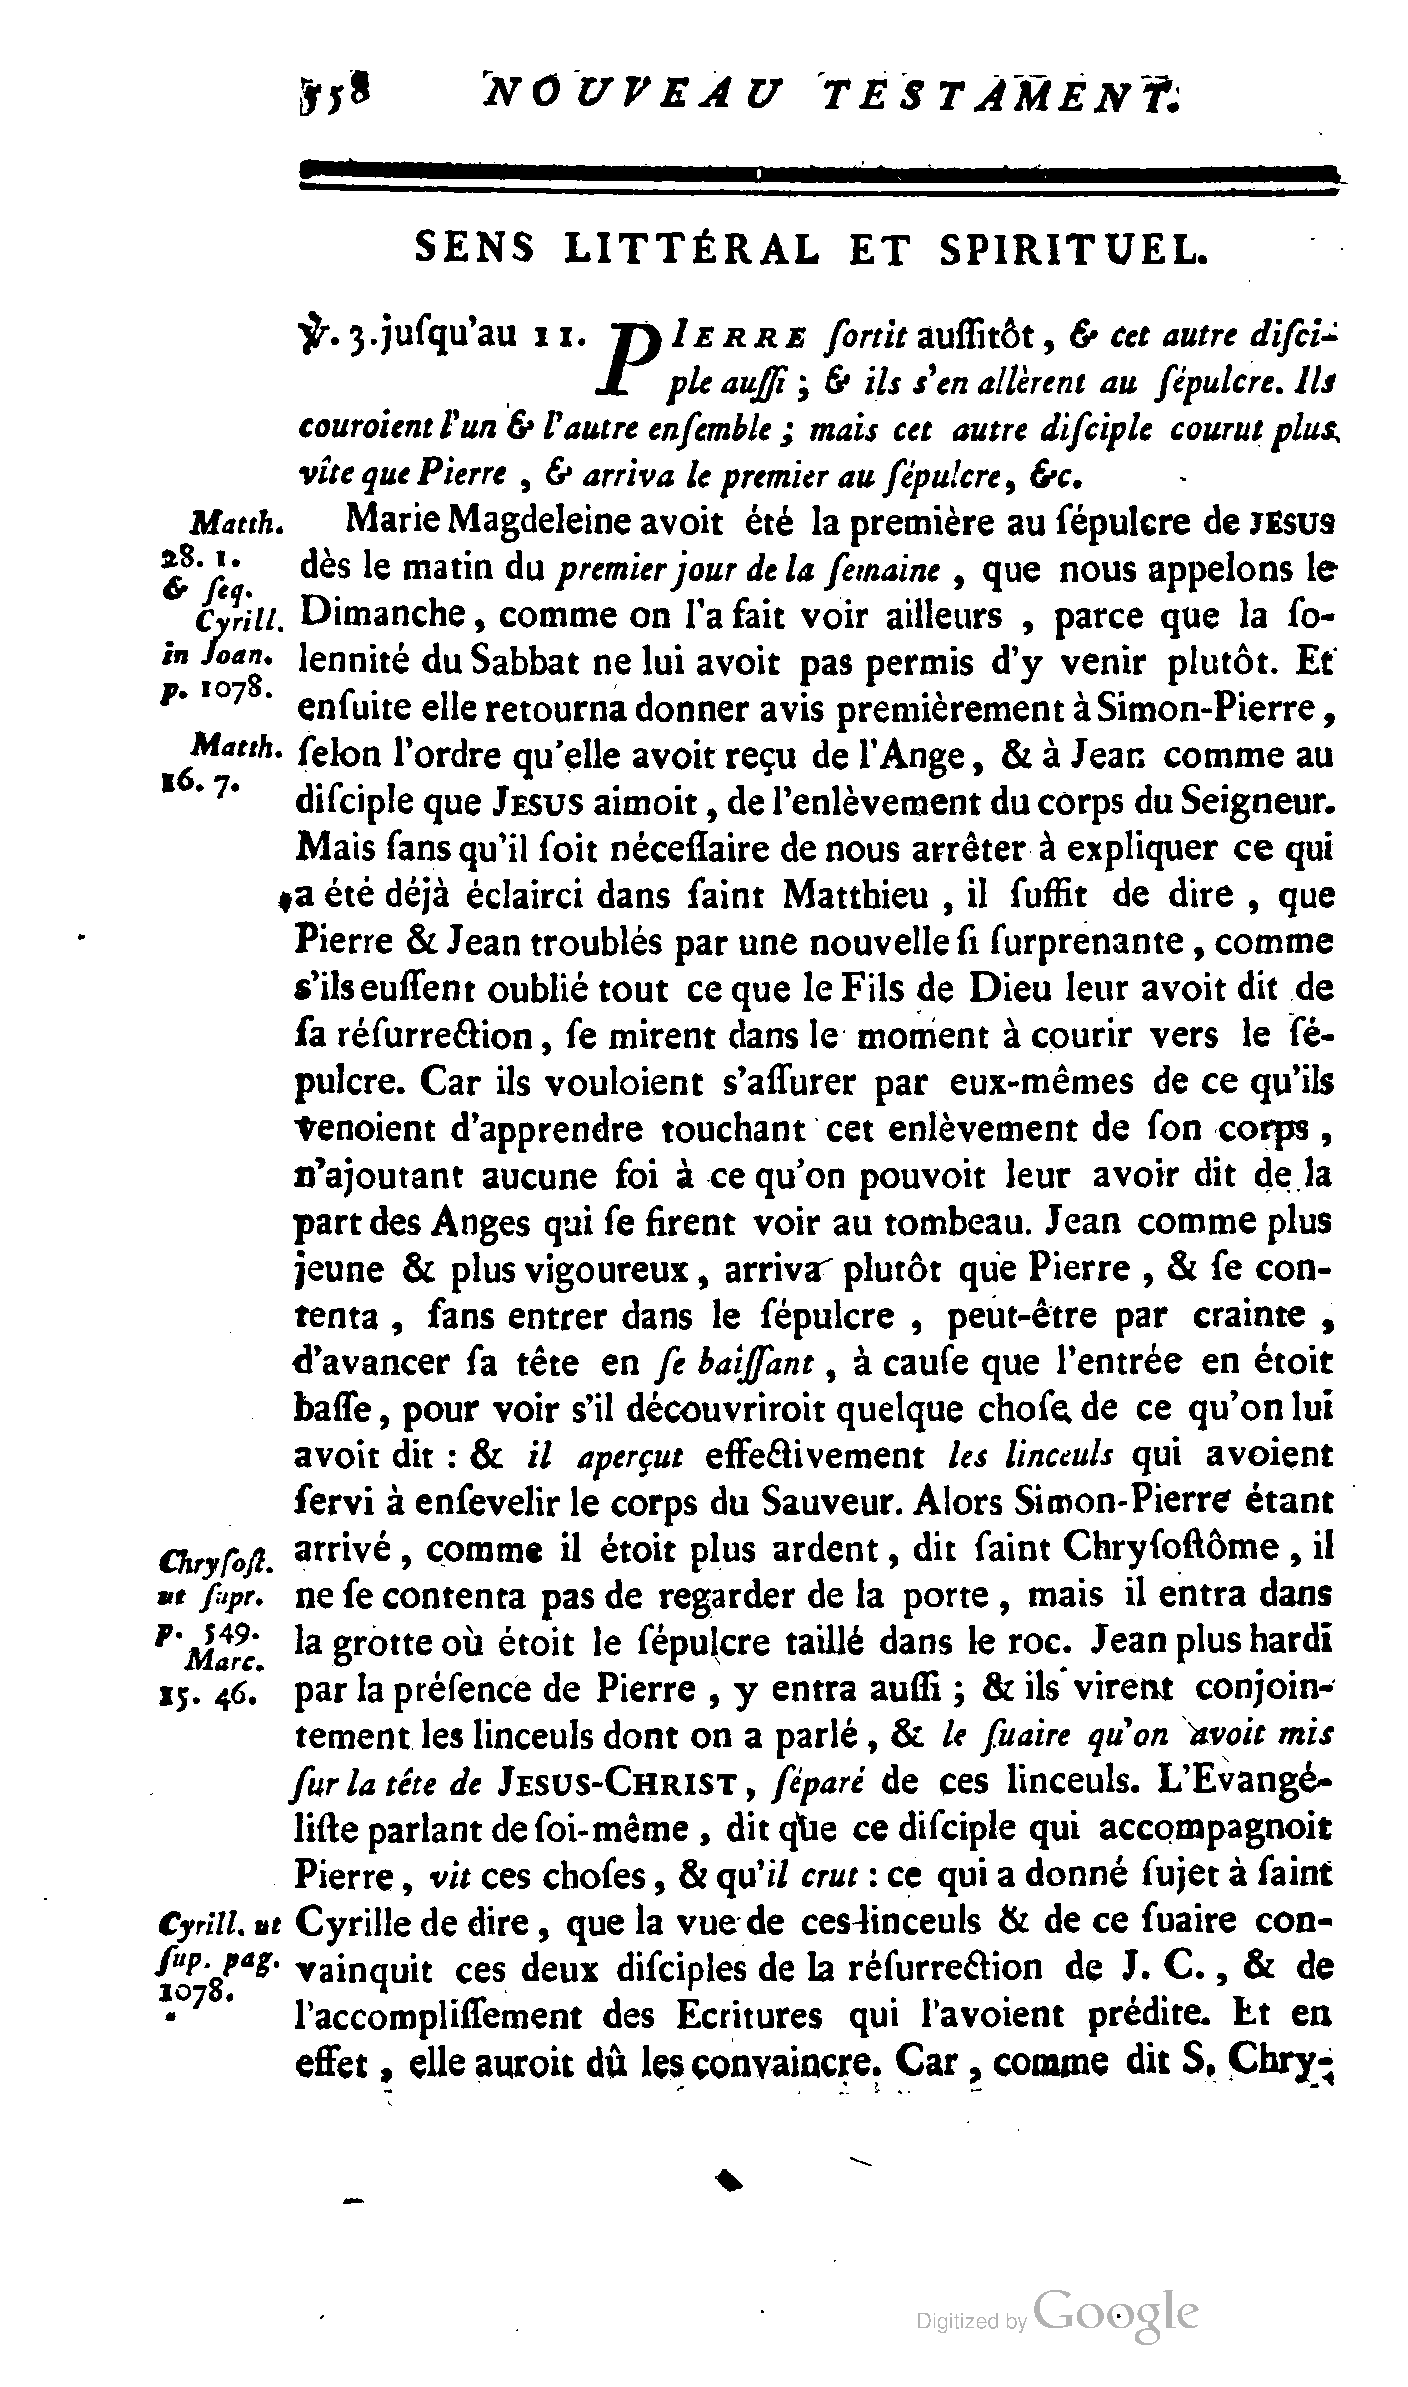 558 NOUVEAU TESTAMENT.
SENS LITTÉRAL ET SPIRITUEL.
℣. 3. juſqu'au 11. PIERRE ſortit auſſitôt, & cet autre diſci-
ple auſſi ; & ils s'en allèrent au ſépulcre. Ils
couroient l'un & l'autre enſemble ; mais cet autre diſciple courut plus
vîte que Pierre, & arriva le premier au ſépulcre, &c.
Matth.
28. 1.
& ſeq.
Cyrill.
in Joan.
p. 1078.
Matth.
16. 7.
Marie Magdeleine avoit été la première au ſépulcre de JESUS
dès le matin du premier jour de la ſemaine, que nous appelons le
Dimanche, comme on l'a fait voir ailleurs, parce que la ſo-
lennité du Sabbat ne lui avoit pas permis d'y venir plutôt. Et
enſuite elle retourna donner avis premièrement à Simon-Pierre,
ſelon l'ordre qu'elle avoit reçu de l'Ange, & à Jean comme au
diſciple que JESUS aimoit, de l'enlèvement du corps du Seigneur.
Mais ſans qu'il ſoit néceſſaire de nous arrêter à expliquer ce qui
a été déjà éclairci dans ſaint Matthieu, il ſuffit de dire, que
Pierre & Jean troublés par une nouvelle ſi ſurprenante, comme
s'ils euſſent oublié tout ce que le Fils de Dieu leur avoit dit de
ſa réſurrection, ſe mirent dans le moment à courir vers le ſé-
pulcre. Car ils vouloient s'aſſurer par eux-mêmes de ce qu'ils
venoient d'apprendre touchant cet enlèvement de ſon corps,
n'ajoutant aucune foi à ce qu'on pouvoit leur avoir dit de la
part des Anges qui ſe firent voir au tombeau. Jean comme plus
jeune & plus vigoureux, arriva plutôt que Pierre, & ſe con-
tenta, ſans entrer dans le ſépulcre, peut-être par crainte,
d'avancer ſa tête en ſe baiſſant, à cauſe que l'entrée en étoit
baſſe, pour voir s'il découvriroit quelque choſe de ce qu'on lui
avoit dit : & il aperçut effectivement les linceuls qui avoient
ſervi à enſevelir le corps du Sauveur. Alors Simon-Pierre étant
arrivé, comme il étoit plus ardent, dit ſaint Chryſoſtôme, il
ne ſe contenta pas de regarder de la porte, mais il entra dans
la grotte où étoit le ſépulcre taillé dans le roc. Jean plus hardi
par la préſence de Pierre, y entra auſſi ; & ils virent conjoin-
tement les linceuls dont on a parlé, & le ſuaire qu'on avoit mis
ſur la tête de JESUS-CHRIST, ſéparé de ces linceuls. L'Evangé-
liſte parlant de ſoi-même, dit que ce diſciple qui accompagnoit
Pierre, vit ces choſes, & qu'il crut : ce qui a donné ſujet à ſaint
Cyrille de dire, que la vue de ces linceuls & de ce ſuaire con-
vainquit ces deux diſciples de la réſurrection de J. C., & de
l'accompliſſement des Ecritures qui l'avoient prédite. Et en
effet, elle auroit dû les convaincre. Car, comme dit S. Chry-
Chryſoſt.
ut ſupr.
p. 549.
Marc.
15. 46.
Cyrill. ut
ſup. pag.
1078.
Digitized by Google